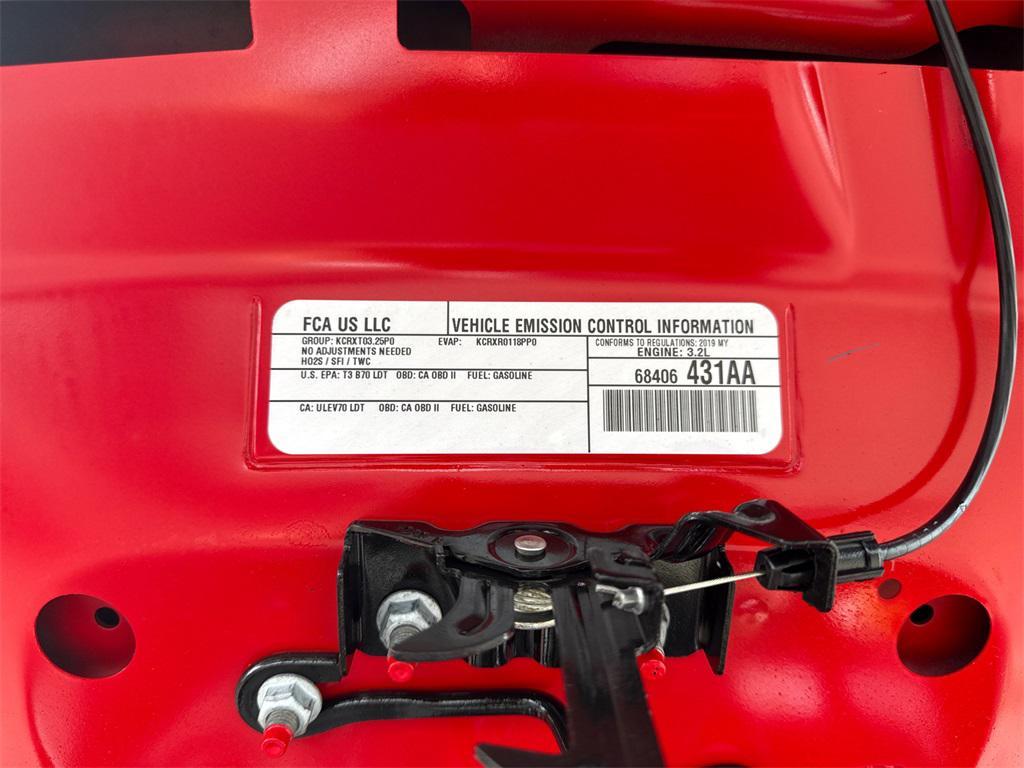 FCA US LLC
VEHICLE EMISSION CONTROL INFORMATION
GROUP: KCRXT03.25P0 EVAP: KCRXR0118PP0
NO ADJUSTMENTS NEEDED
HO2S / SFI / TWC
CONFORMS TO REGULATIONS: 2019 MY
ENGINE: 3.2L
U.S. EPA: T3 B70 LDT OBD: CA OBD II FUEL: GASOLINE
68406 431AA
CA: ULEV70 LDT OBD: CA OBD II FUEL: GASOLINE